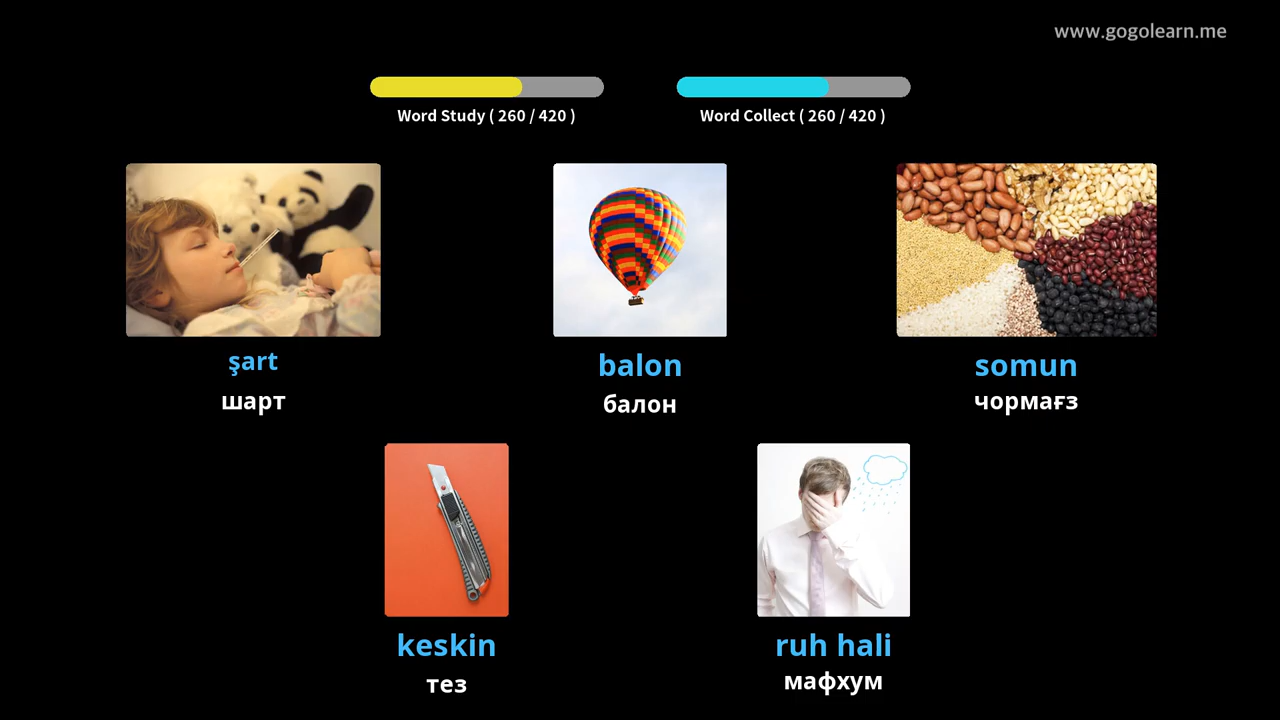 www.gogolearn.me
Word Study ( 260 / 420 )
Word Collect ( 260 / 420 )
şart
шарт
balon
балон
somun
чормағз
keskin
тез
ruh hali
мафхум